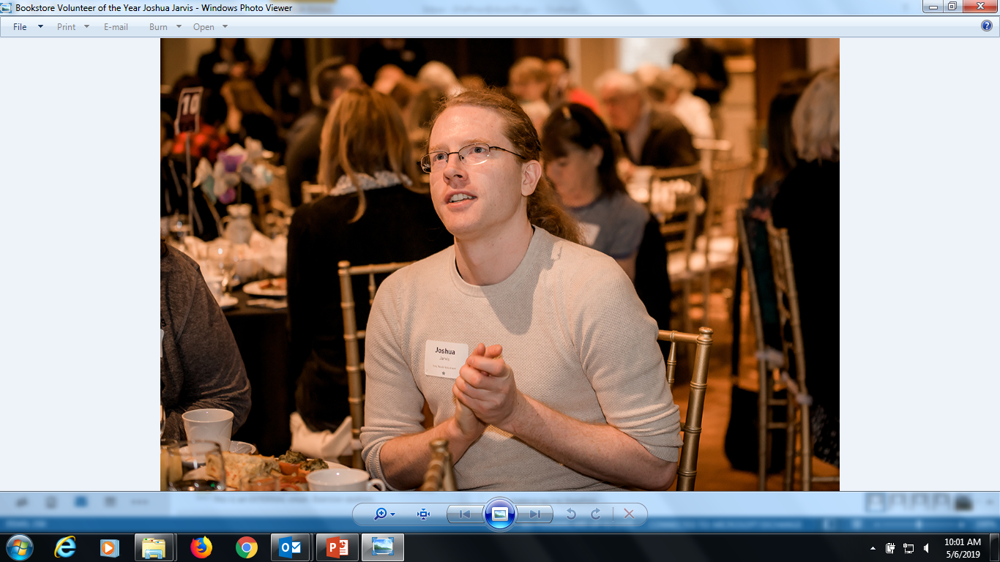 Bookstore Volunteer of the Year Joshua Jarvis - Windows Photo Viewer
File Print E-mail Burn Open
10
Joshua
Jarvis
10:01 AM
5/6/2019